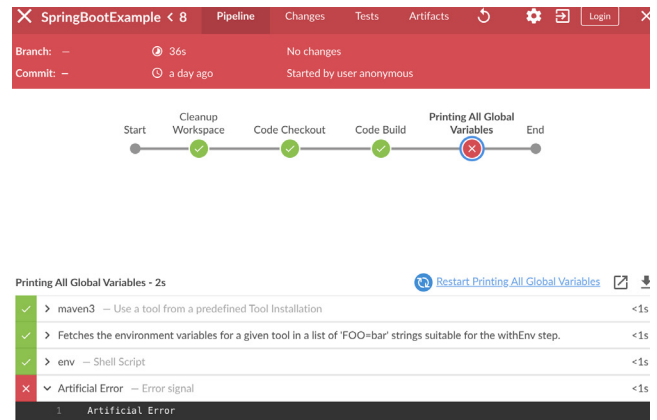 SpringBootExample < 8 Pipeline Changes Tests Artifacts Login
Branch: — 36s No changes
Commit: — a day ago Started by user anonymous
Start Cleanup Workspace Code Checkout Code Build Printing All Global Variables End
Printing All Global Variables - 2s Restart Printing All Global Variables
maven3 — Use a tool from a predefined Tool Installation <1s
Fetches the environment variables for a given tool in a list of 'FOO=bar' strings suitable for the withEnv step. <1s
env — Shell Script <1s
Artificial Error — Error signal <1s
1 Artificial Error